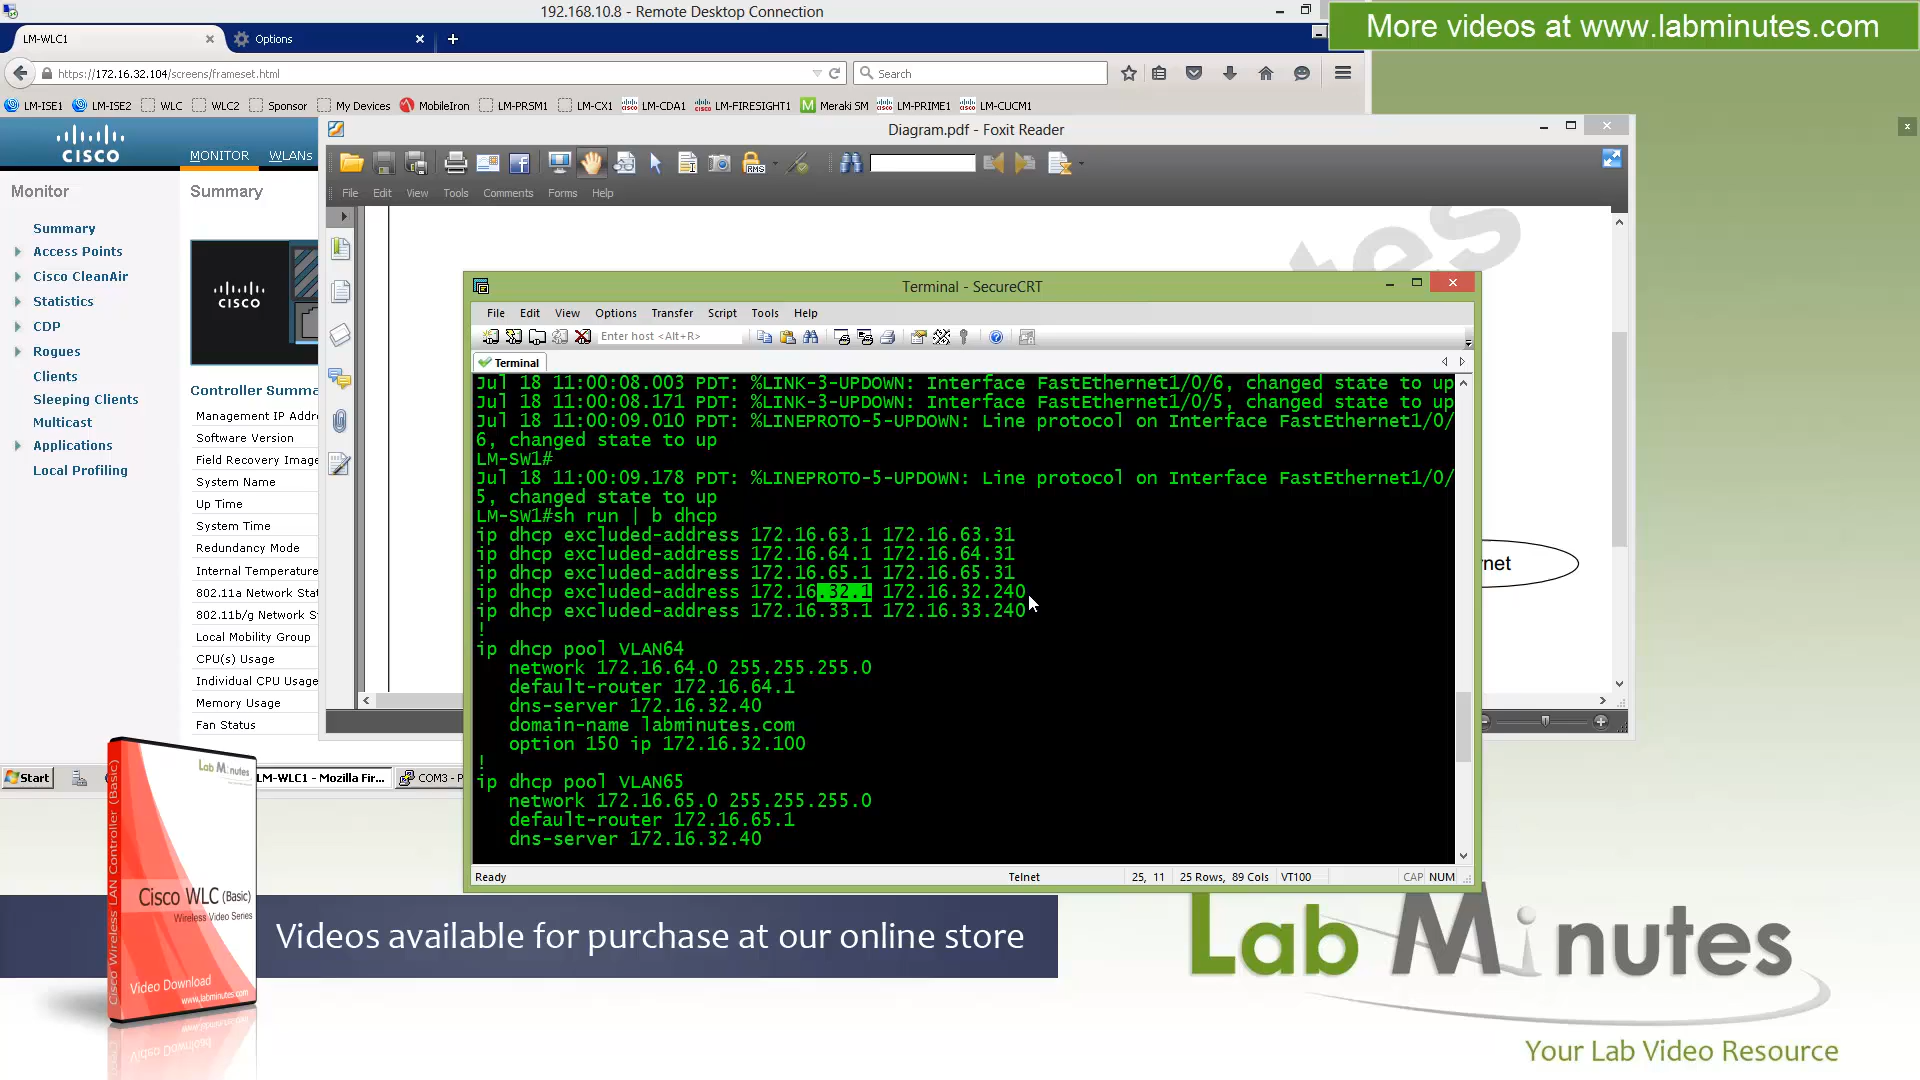 192.168.10.8 - Remote Desktop Connection
More videos at www.labminutes.com
LM-WLC1
Options
https://172.16.32.104/screens/frameset.html
Search
LM-ISE1
LM-ISE2
WLC
WLC2
Sponsor
My Devices
MobileIron
LM-PRSM1
LM-CX1
LM-CDA1
LM-FIRESIGHT1
Meraki SM
LM-PRIME1
LM-CUCM1
CISCO
MONITOR WLANs
Diagram.pdf - Foxit Reader
RMS
File Edit View Tools Comments Forms Help
Monitor
Summary
Access Points
Cisco CleanAir
Statistics
CDP
Rogues
Clients
Sleeping Clients
Multicast
Applications
Local Profiling
Summary
CISCO
Controller Summa
Management IP Addre
Software Version
Field Recovery Image
System Name
Up Time
System Time
Redundancy Mode
Internal Temperature
802.11a Network Stat
802.11b/g Network S
Local Mobility Group
CPU(s) Usage
Individual CPU Usage
Memory Usage
Fan Status
net
Terminal - SecureCRT
File Edit View Options Transfer Script Tools Help
Enter host <Alt+R>
Terminal
Jul 18 11:00:08.003 PDT: %LINK-3-UPDOWN: Interface FastEthernet1/0/6, changed state to up
Jul 18 11:00:08.171 PDT: %LINK-3-UPDOWN: Interface FastEthernet1/0/5, changed state to up
Jul 18 11:00:09.010 PDT: %LINEPROTO-5-UPDOWN: Line protocol on Interface FastEthernet1/0/
6, changed state to up
LM-SW1#
Jul 18 11:00:09.178 PDT: %LINEPROTO-5-UPDOWN: Line protocol on Interface FastEthernet1/0/
5, changed state to up
LM-SW1#sh run | b dhcp
ip dhcp excluded-address 172.16.63.1 172.16.63.31
ip dhcp excluded-address 172.16.64.1 172.16.64.31
ip dhcp excluded-address 172.16.65.1 172.16.65.31
ip dhcp excluded-address 172.16.32.1 172.16.32.240
ip dhcp excluded-address 172.16.33.1 172.16.33.240
!
ip dhcp pool VLAN64
network 172.16.64.0 255.255.255.0
default-router 172.16.64.1
dns-server 172.16.32.40
domain-name labminutes.com
option 150 ip 172.16.32.100
!
ip dhcp pool VLAN65
network 172.16.65.0 255.255.255.0
default-router 172.16.65.1
dns-server 172.16.32.40
Ready
Telnet
25, 11
25 Rows, 89 Cols
VT100
CAP NUM
Start
LM-WLC1 - Mozilla Fir...
COM3 - P
Lab Minutes
Cisco Wireless LAN Controller (Basic)
Cisco WLC (Basic)
Wireless Video Series
Video Download
www.labminutes.com
Videos available for purchase at our online store
Lab Minutes
Your Lab Video Resource